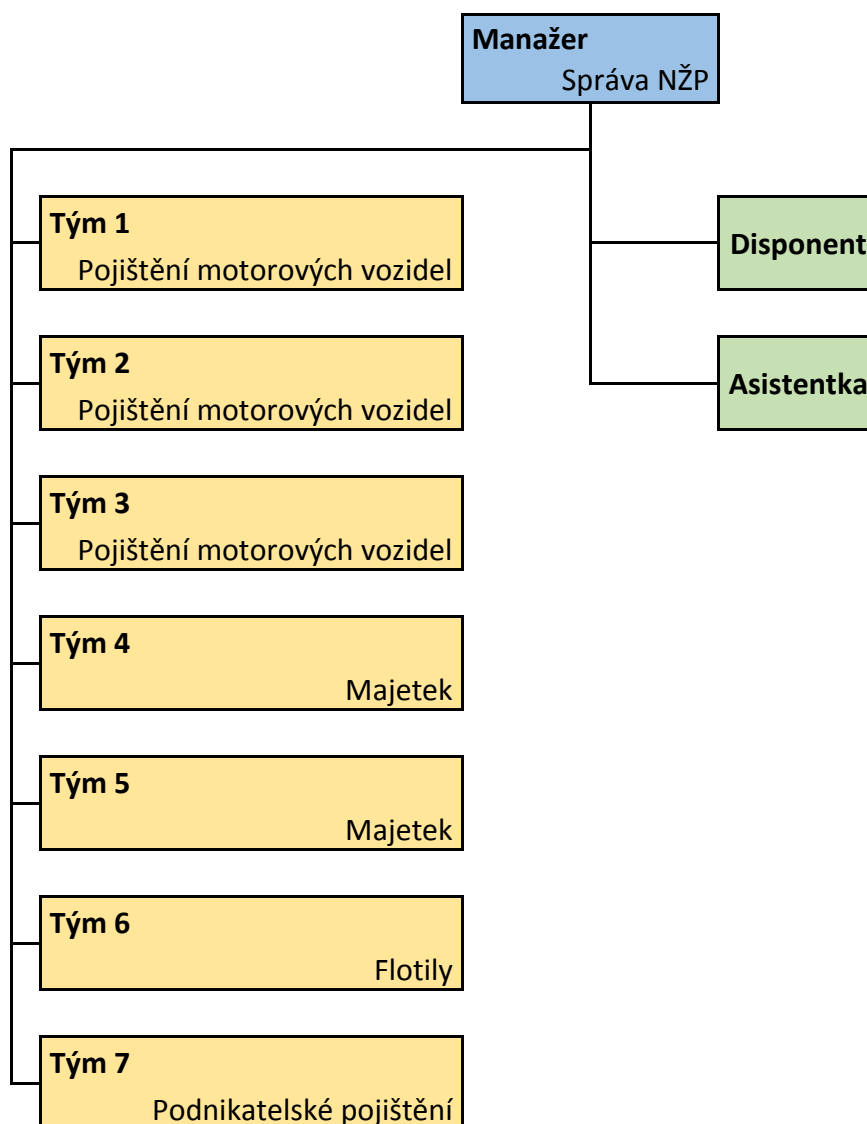 Manažer
Správa NŽP
Tým 1
Pojištění motorových vozidel
Disponent
Tým 2
Pojištění motorových vozidel
Asistentka
Tým 3
Pojištění motorových vozidel
Tým 4
Majetek
Tým 5
Majetek
Tým 6
Flotily
Tým 7
Podnikatelské pojištění